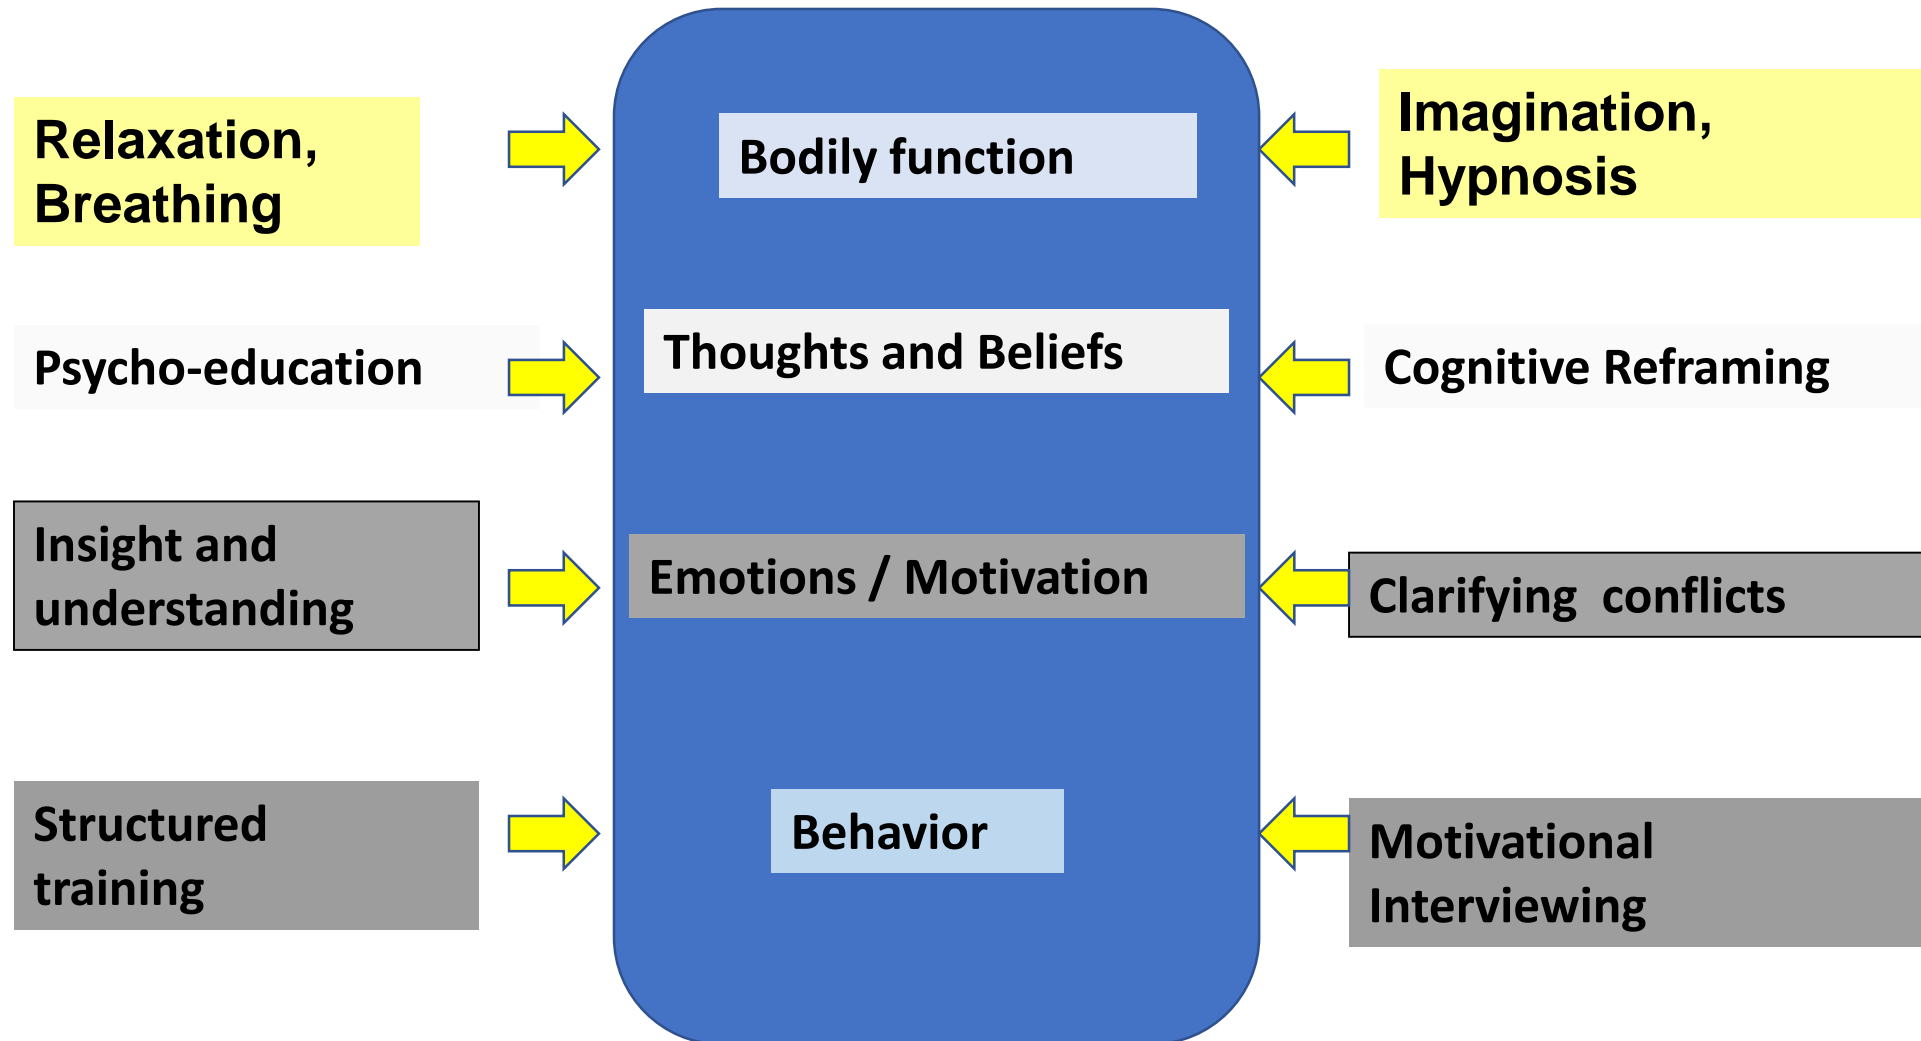 Relaxation,
Breathing
Bodily function
Imagination,
Hypnosis
Psycho-education
Thoughts and Beliefs
Cognitive Reframing
Insight and
understanding
Emotions / Motivation
Clarifying  conflicts
Structured
training
Behavior
Motivational
Interviewing